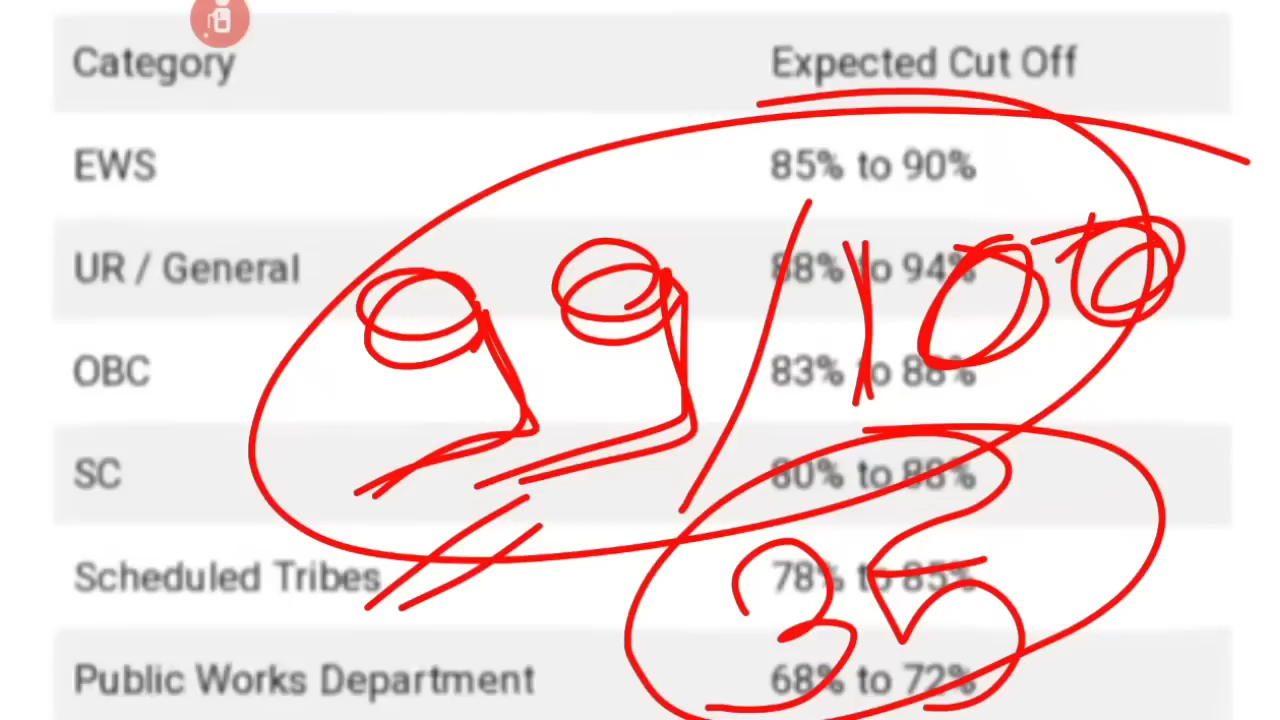 Category Expected Cut Off
EWS 85% to 90%
UR / General 88% to 94%
99/100
OBC 83% to 88%
SC 80% to 88%
Scheduled Tribes 78% to 85%
35
Public Works Department 68% to 72%